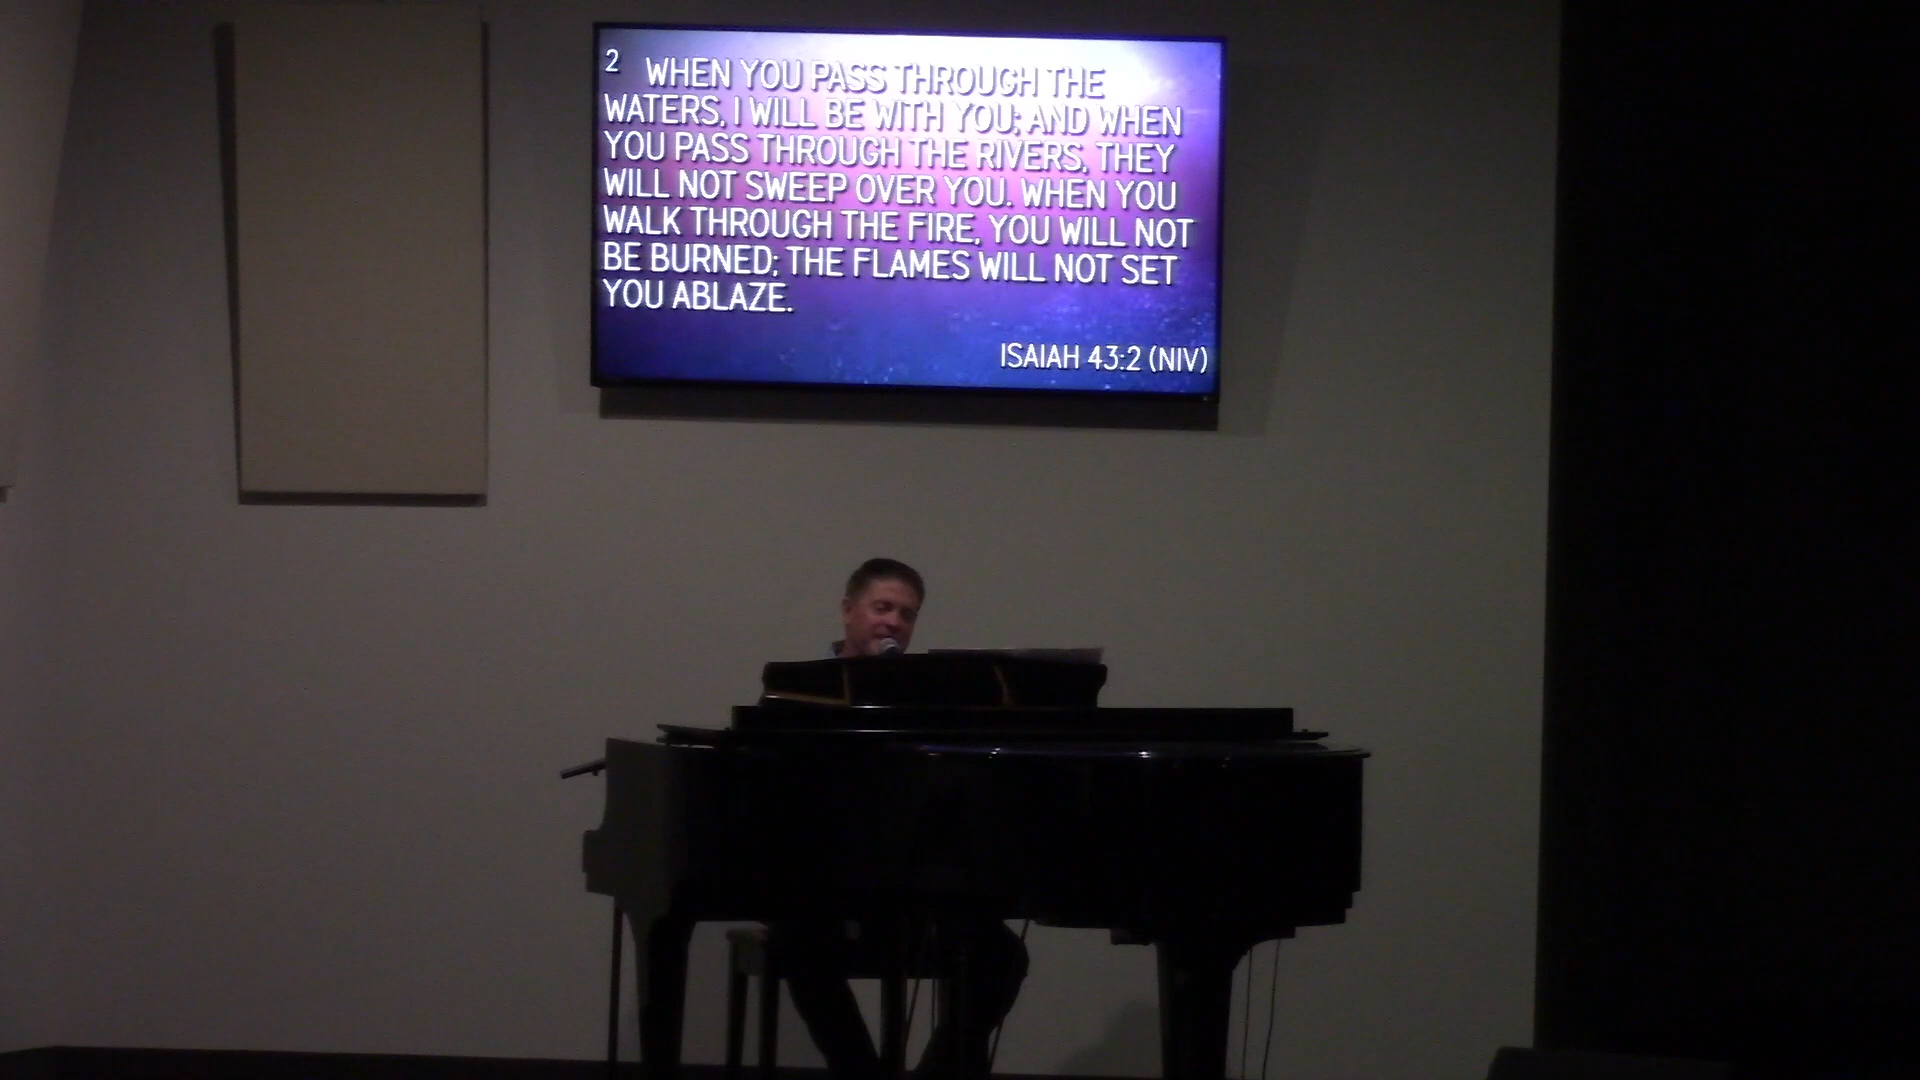 2 WHEN YOU PASS THROUGH THE
WATERS, I WILL BE WITH YOU; AND WHEN
YOU PASS THROUGH THE RIVERS, THEY
WILL NOT SWEEP OVER YOU. WHEN YOU
WALK THROUGH THE FIRE, YOU WILL NOT
BE BURNED; THE FLAMES WILL NOT SET
YOU ABLAZE.
ISAIAH 43:2 (NIV)